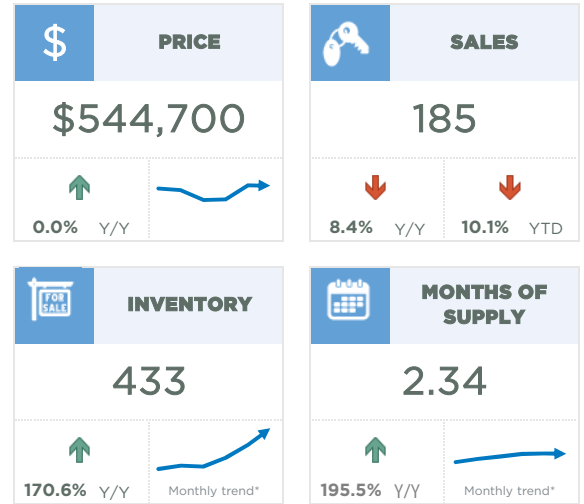 $
PRICE
$544,700
0.0% Y/Y
SALES
185
8.4% Y/Y
10.1% YTD
FOR
SALE
INVENTORY
433
170.6% Y/Y
Monthly trend*
MONTHS OF
SUPPLY
2.34
195.5% Y/Y
Monthly trend*